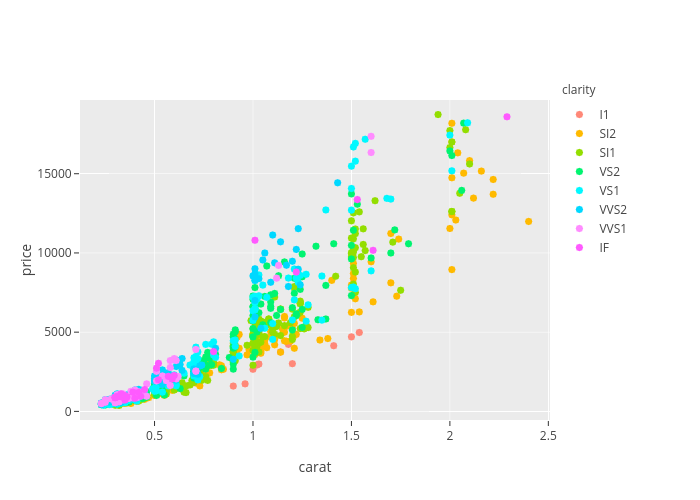 clarity
I1
SI2
SI1
VS2
VS1
VVS2
VVS1
IF
price
15000
10000
5000
0
0.5 1 1.5 2 2.5
carat